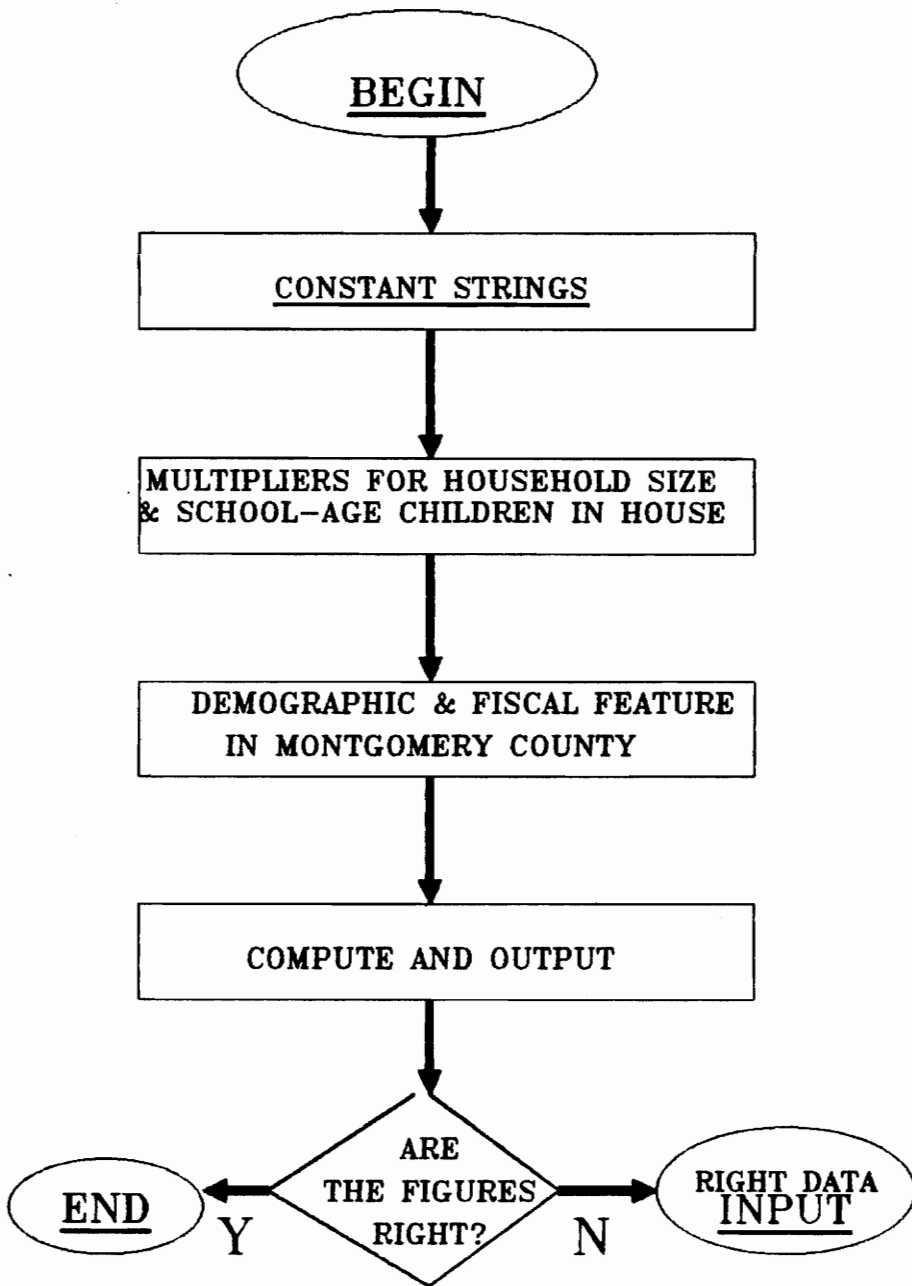 BEGIN
CONSTANT STRINGS
MULTIPLIERS FOR HOUSEHOLD SIZE
& SCHOOL-AGE CHILDREN IN HOUSE
DEMOGRAPHIC & FISCAL FEATURE
IN MONTGOMERY COUNTY
COMPUTE AND OUTPUT
ARE
THE FIGURES
RIGHT?
END
Y
N
RIGHT DATA
INPUT